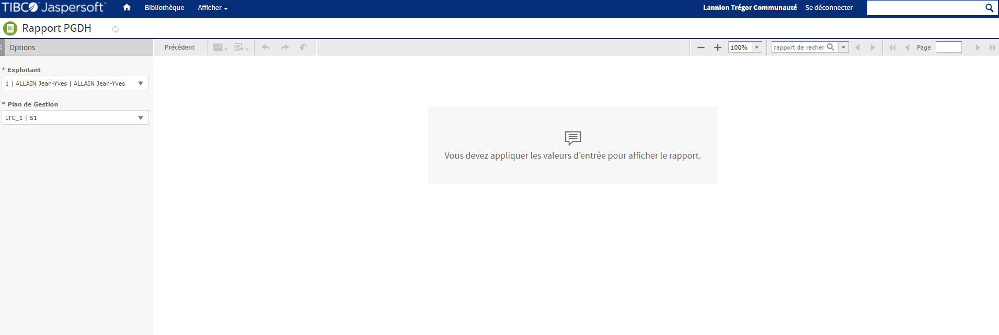 TIBCO Jaspersoft® Bibliothèque Afficher Lannion Trégor Communauté Se déconnecter
Rapport PGDH
Options Précédent 100% rapport de recher Page
* Exploitant
1 | ALLAIN Jean-Yves | ALLAIN Jean-Yves
* Plan de Gestion
LTC_1 | S1
Vous devez appliquer les valeurs d’entrée pour afficher le rapport.